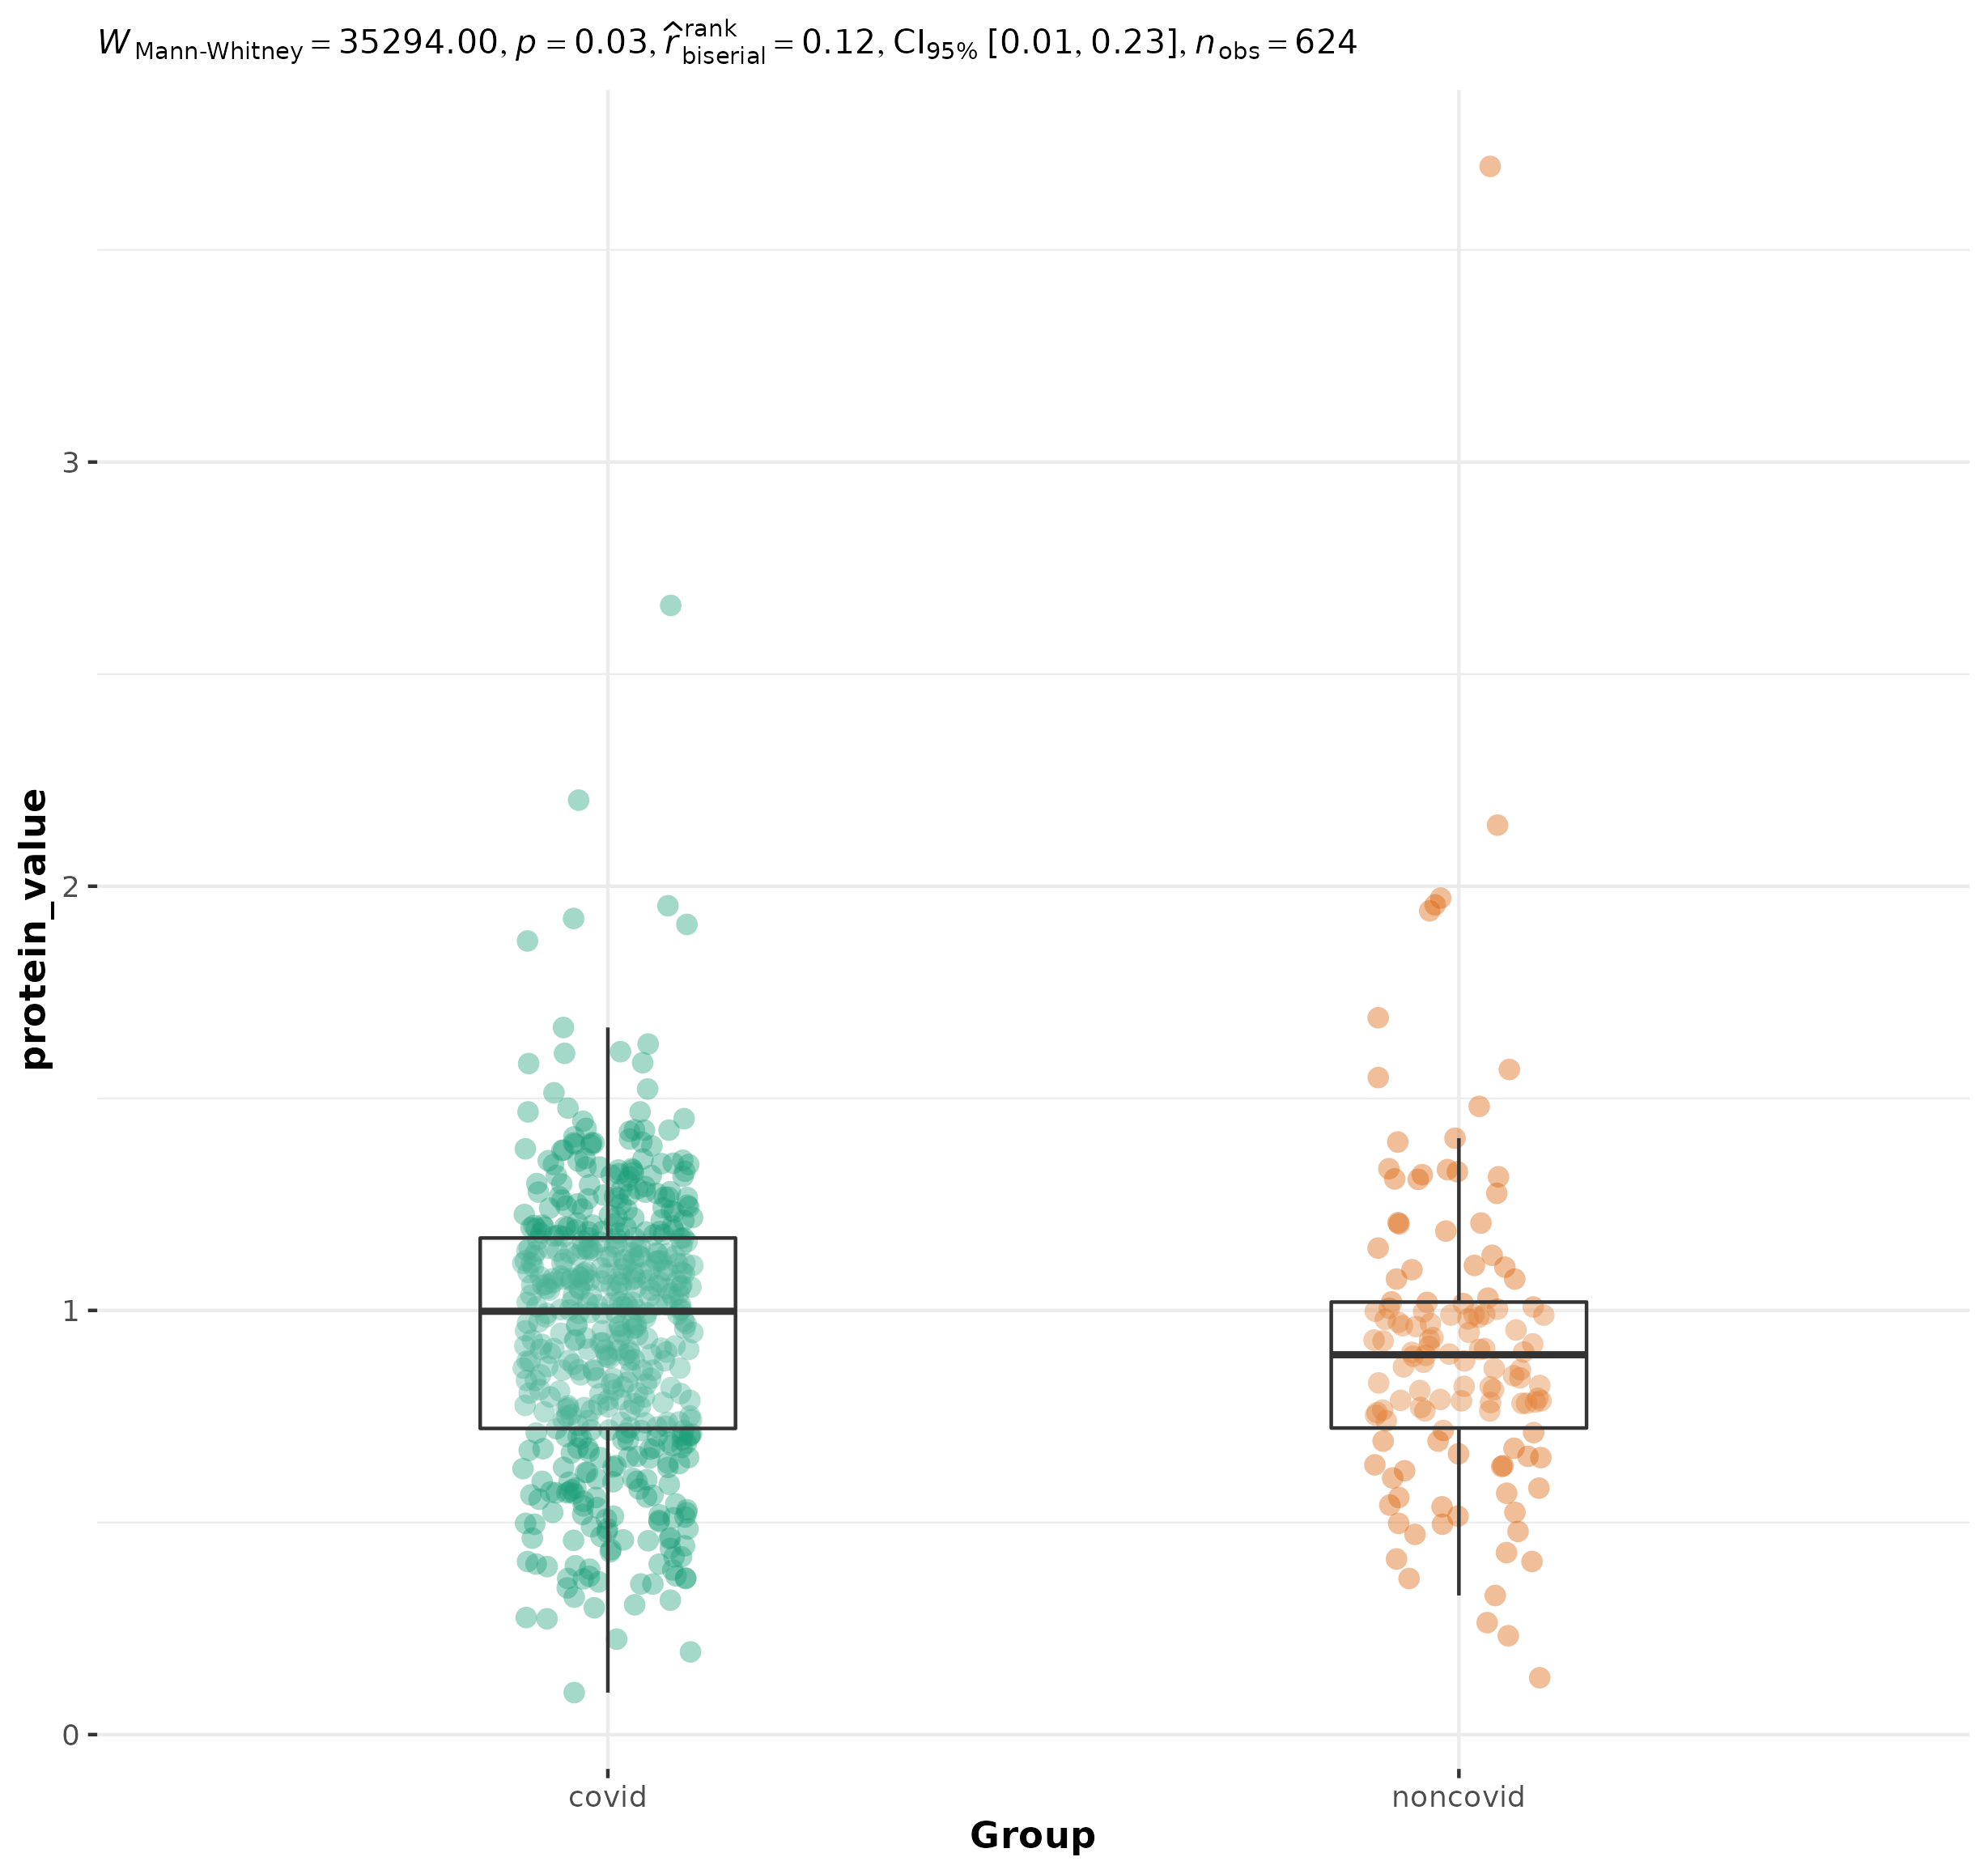 W Mann-Whitney = 35294.00, p = 0.03, r̂ rank biserial = 0.12, CI95% [0.01, 0.23], n obs = 624
protein_value
3
2
1
0
covid noncovid
Group